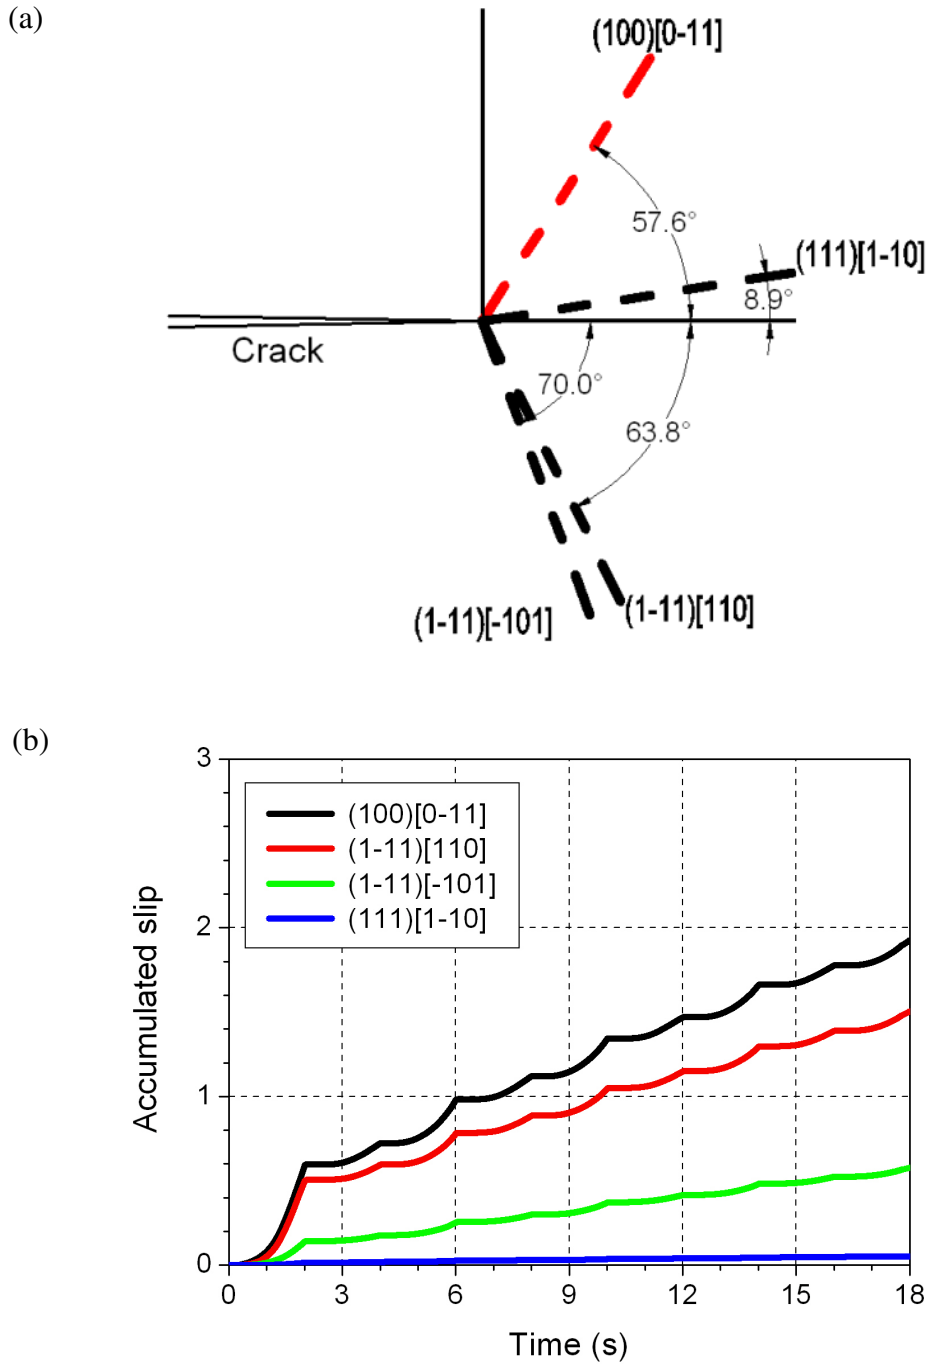 (a)
(100)[0-11]
57.6°
(111)[1-10]
8.9°
Crack
70.0°
63.8°
(1-11)[-101]
(1-11)[110]
(b)
3
2
1
0
Accumulated slip
(100)[0-11]
(1-11)[110]
(1-11)[-101]
(111)[1-10]
0 3 6 9 12 15 18
Time (s)